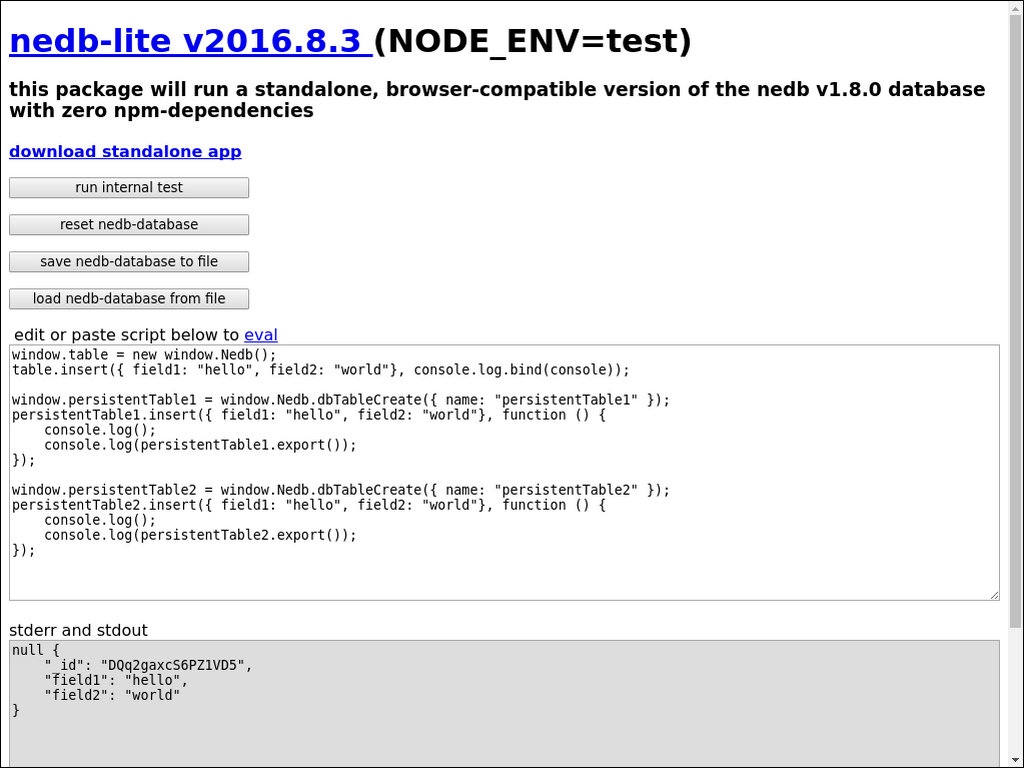 nedb-lite v2016.8.3 (NODE_ENV=test)
this package will run a standalone, browser-compatible version of the nedb v1.8.0 database
with zero npm-dependencies
download standalone app
run internal test
reset nedb-database
save nedb-database to file
load nedb-database from file
edit or paste script below to eval
window.table = new window.Nedb();
table.insert({ field1: "hello", field2: "world"}, console.log.bind(console));

window.persistentTable1 = window.Nedb.dbTableCreate({ name: "persistentTable1" });
persistentTable1.insert({ field1: "hello", field2: "world"}, function () {
    console.log();
    console.log(persistentTable1.export());
});

window.persistentTable2 = window.Nedb.dbTableCreate({ name: "persistentTable2" });
persistentTable2.insert({ field1: "hello", field2: "world"}, function () {
    console.log();
    console.log(persistentTable2.export());
});
stderr and stdout
null {
    "_id": "DQq2gaxcS6PZ1VD5",
    "field1": "hello",
    "field2": "world"
}